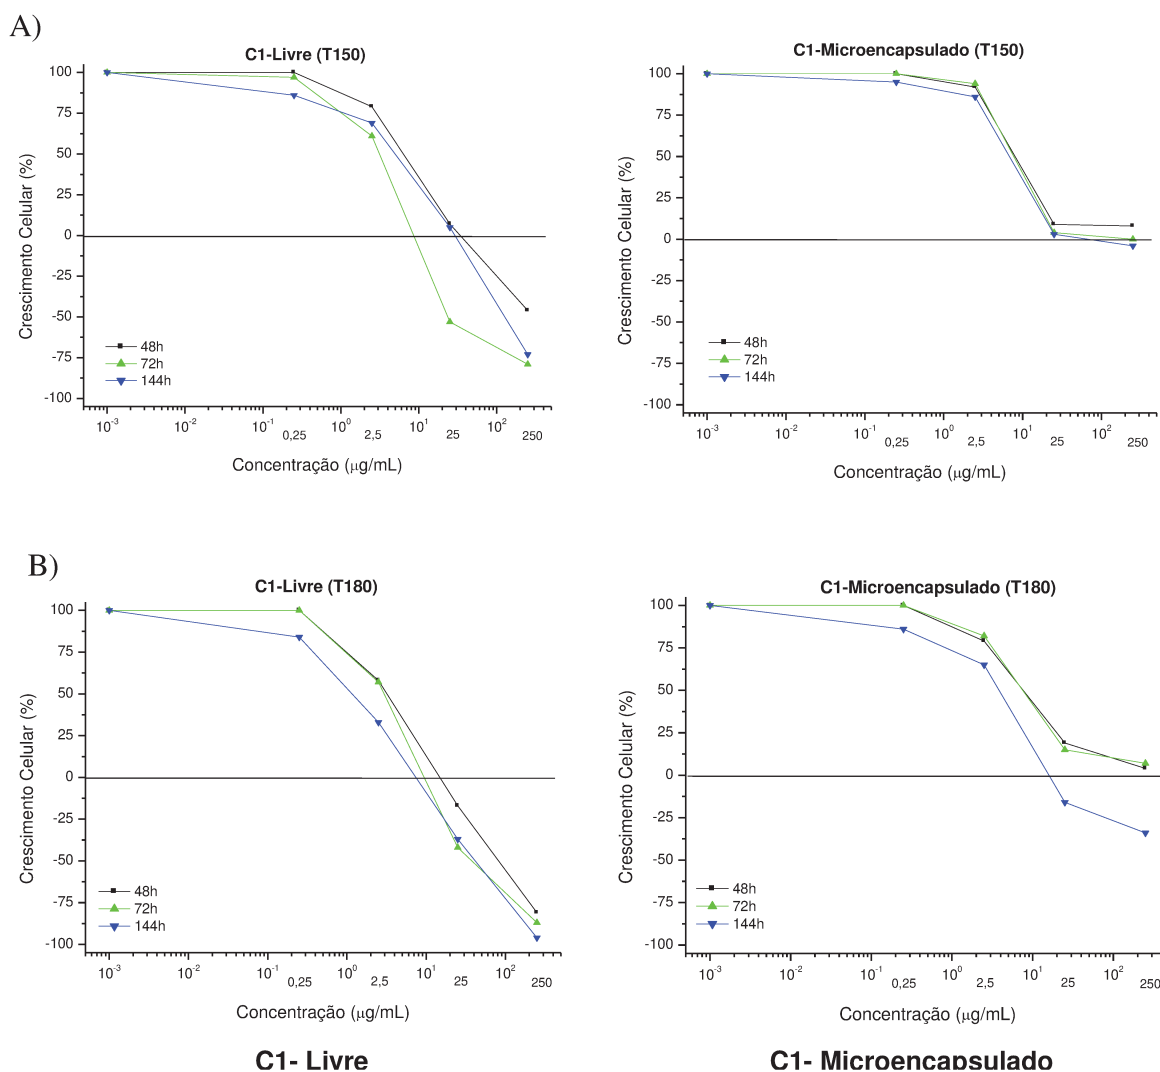 A)
C1-Livre (T150)
100
75
50
25
0
-25
-50
-75
-100
Crescimento Celular (%)
48h
72h
144h
10-3
10-2
10-1
0,25
100
2,5
101
25
102
250
Concentração (µg/mL)
C1-Microencapsulado (T150)
100
75
50
25
0
-25
-50
-75
-100
Crescimento Celular (%)
48h
72h
144h
10-3
10-2
10-1
0,25
100
2,5
101
25
102
250
Concentração (µg/mL)
B)
C1-Livre (T180)
100
75
50
25
0
-25
-50
-75
-100
Crescimento Celular (%)
48h
72h
144h
10-3
10-2
10-1
0,25
100
2,5
101
25
102
250
Concentração (µg/mL)
C1-Microencapsulado (T180)
100
75
50
25
0
-25
-50
-75
-100
Crescimento Celular (%)
48h
72h
144h
10-3
10-2
10-1
0,25
100
2,5
101
25
102
250
Concentração (µg/mL)
C1- Livre
C1- Microencapsulado